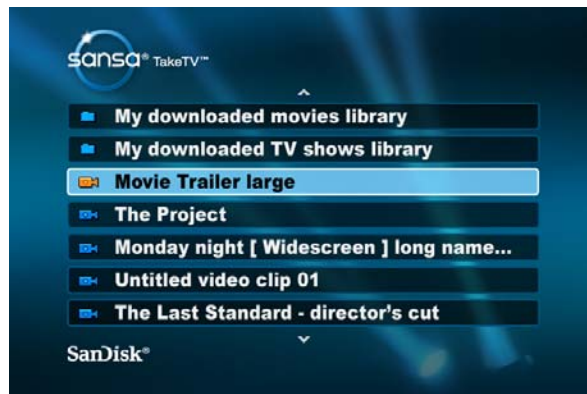 sansa® TakeTV™
My downloaded movies library
My downloaded TV shows library
Movie Trailer large
The Project
Monday night [ Widescreen ] long name...
Untitled video clip 01
The Last Standard - director's cut
SanDisk®